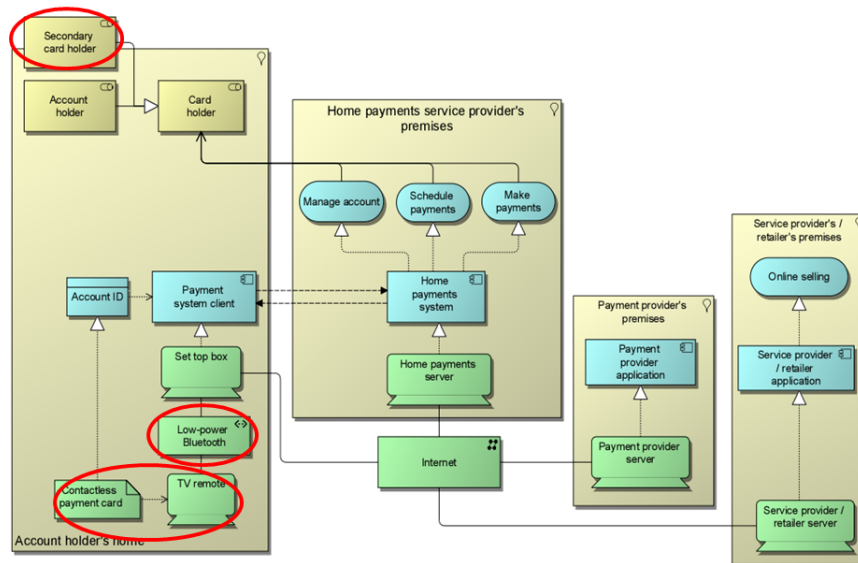 Secondary
card holder
Account
holder
Card
holder
Account ID
Payment
system client
Set top box
Low-power
Bluetooth
Contactless
payment card
TV remote
Account holder's home
Home payments service provider's
premises
Manage account
Schedule
payments
Make
payments
Home
payments
system
Home payments
server
Internet
Payment provider's
premises
Payment
provider
application
Payment provider
server
Service provider's /
retailer's premises
Online selling
Service provider
/ retailer
application
Service provider /
retailer server